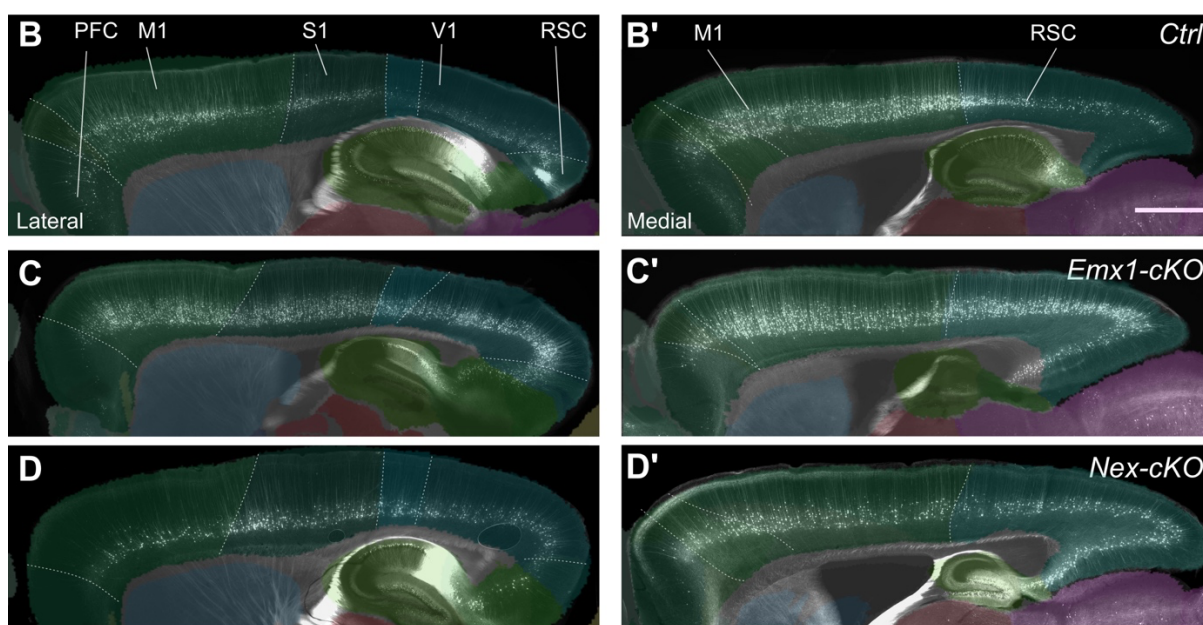 B PFC M1 S1 V1 RSC
Lateral
B' M1 RSC Ctrl
Medial
C
C' Emx1-cKO
D
D' Nex-cKO